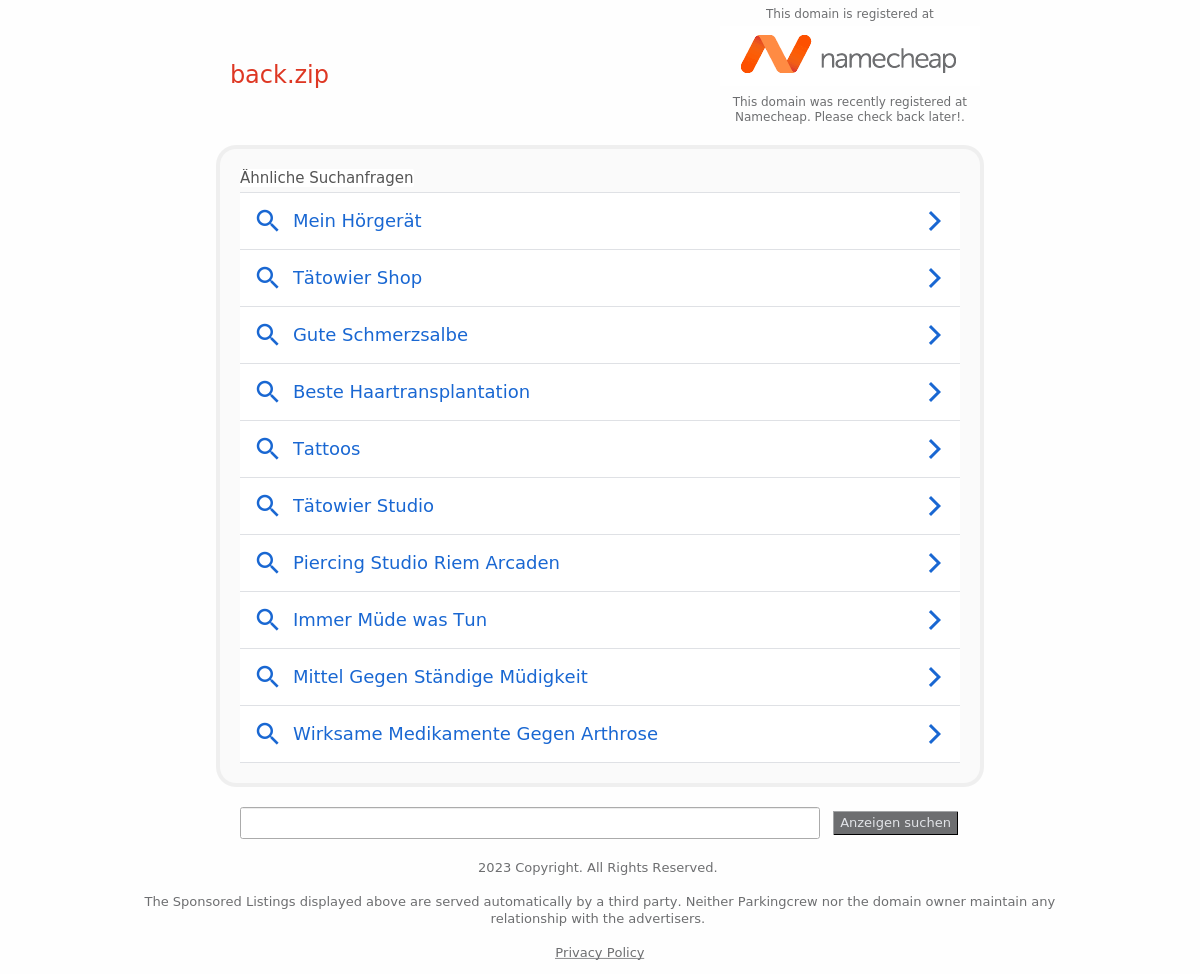 This domain is registered at
namecheap
back.zip
This domain was recently registered at
Namecheap. Please check back later!.
Ähnliche Suchanfragen
Mein Hörgerät
Tätowier Shop
Gute Schmerzsalbe
Beste Haartransplantation
Tattoos
Tätowier Studio
Piercing Studio Riem Arcaden
Immer Müde was Tun
Mittel Gegen Ständige Müdigkeit
Wirksame Medikamente Gegen Arthrose
Anzeigen suchen
2023 Copyright. All Rights Reserved.
The Sponsored Listings displayed above are served automatically by a third party. Neither Parkingcrew nor the domain owner maintain any
relationship with the advertisers.
Privacy Policy